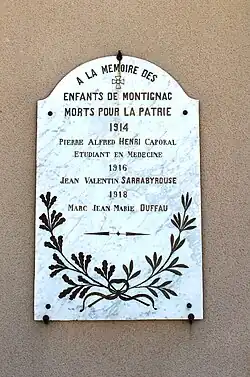 A LA MEMOIRE DES
ENFANTS DE MONTIGNAC
MORTS POUR LA PATRIE
1914
PIERRE ALFRED HENRI CAPORAL
ETUDIANT EN MEDECINE
1916
JEAN VALENTIN SARRABYROUSE
1918
MARC JEAN MARIE DUFFAU